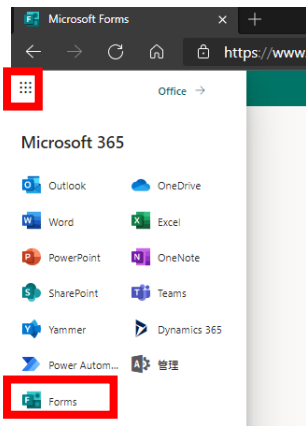 Microsoft Forms
https://www.
Office →
Microsoft 365
Outlook OneDrive
Word Excel
PowerPoint OneNote
SharePoint Teams
Yammer Dynamics 365
Power Autom... 管理
Forms